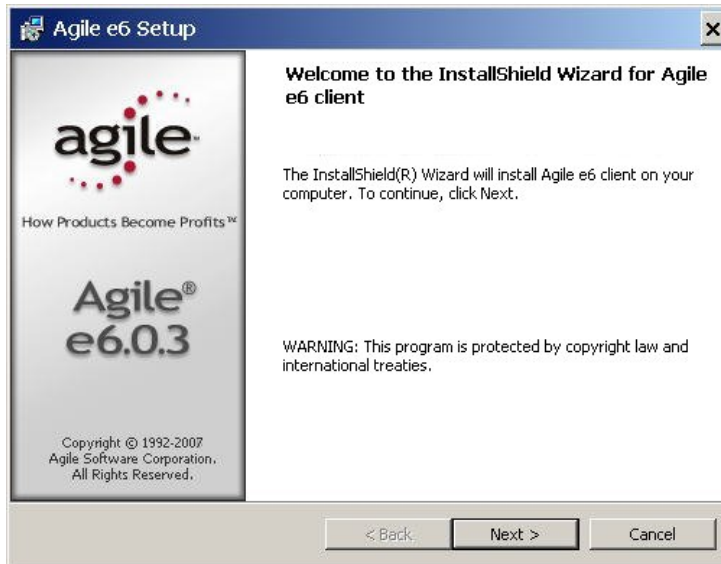 Agile e6 Setup
agile™
How Products Become Profits™
Agile®
e6.0.3
Copyright © 1992-2007
Agile Software Corporation.
All Rights Reserved.
Welcome to the InstallShield Wizard for Agile
e6 client
The InstallShield(R) Wizard will install Agile e6 client on your
computer. To continue, click Next.
WARNING: This program is protected by copyright law and
international treaties.
< Back
Next >
Cancel